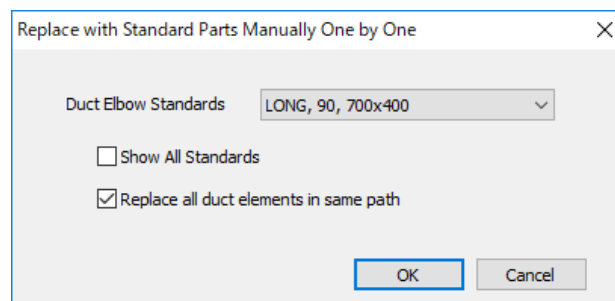 Replace with Standard Parts Manually One by One
Duct Elbow Standards LONG, 90, 700x400
Show All Standards
Replace all duct elements in same path
OK Cancel